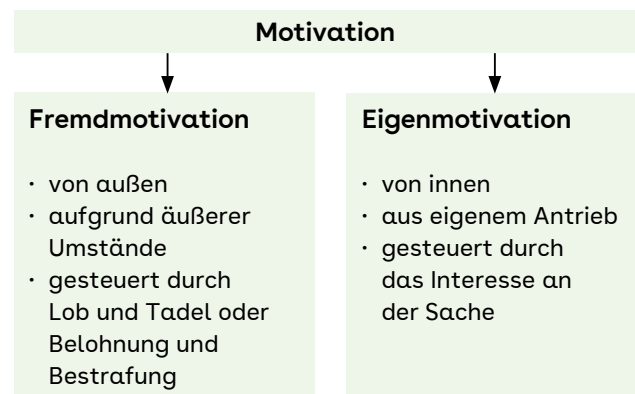 Motivation
Fremdmotivation
· von außen
· aufgrund äußerer
Umstände
· gesteuert durch
Lob und Tadel oder
Belohnung und
Bestrafung
Eigenmotivation
· von innen
· aus eigenem Antrieb
· gesteuert durch
das Interesse an
der Sache